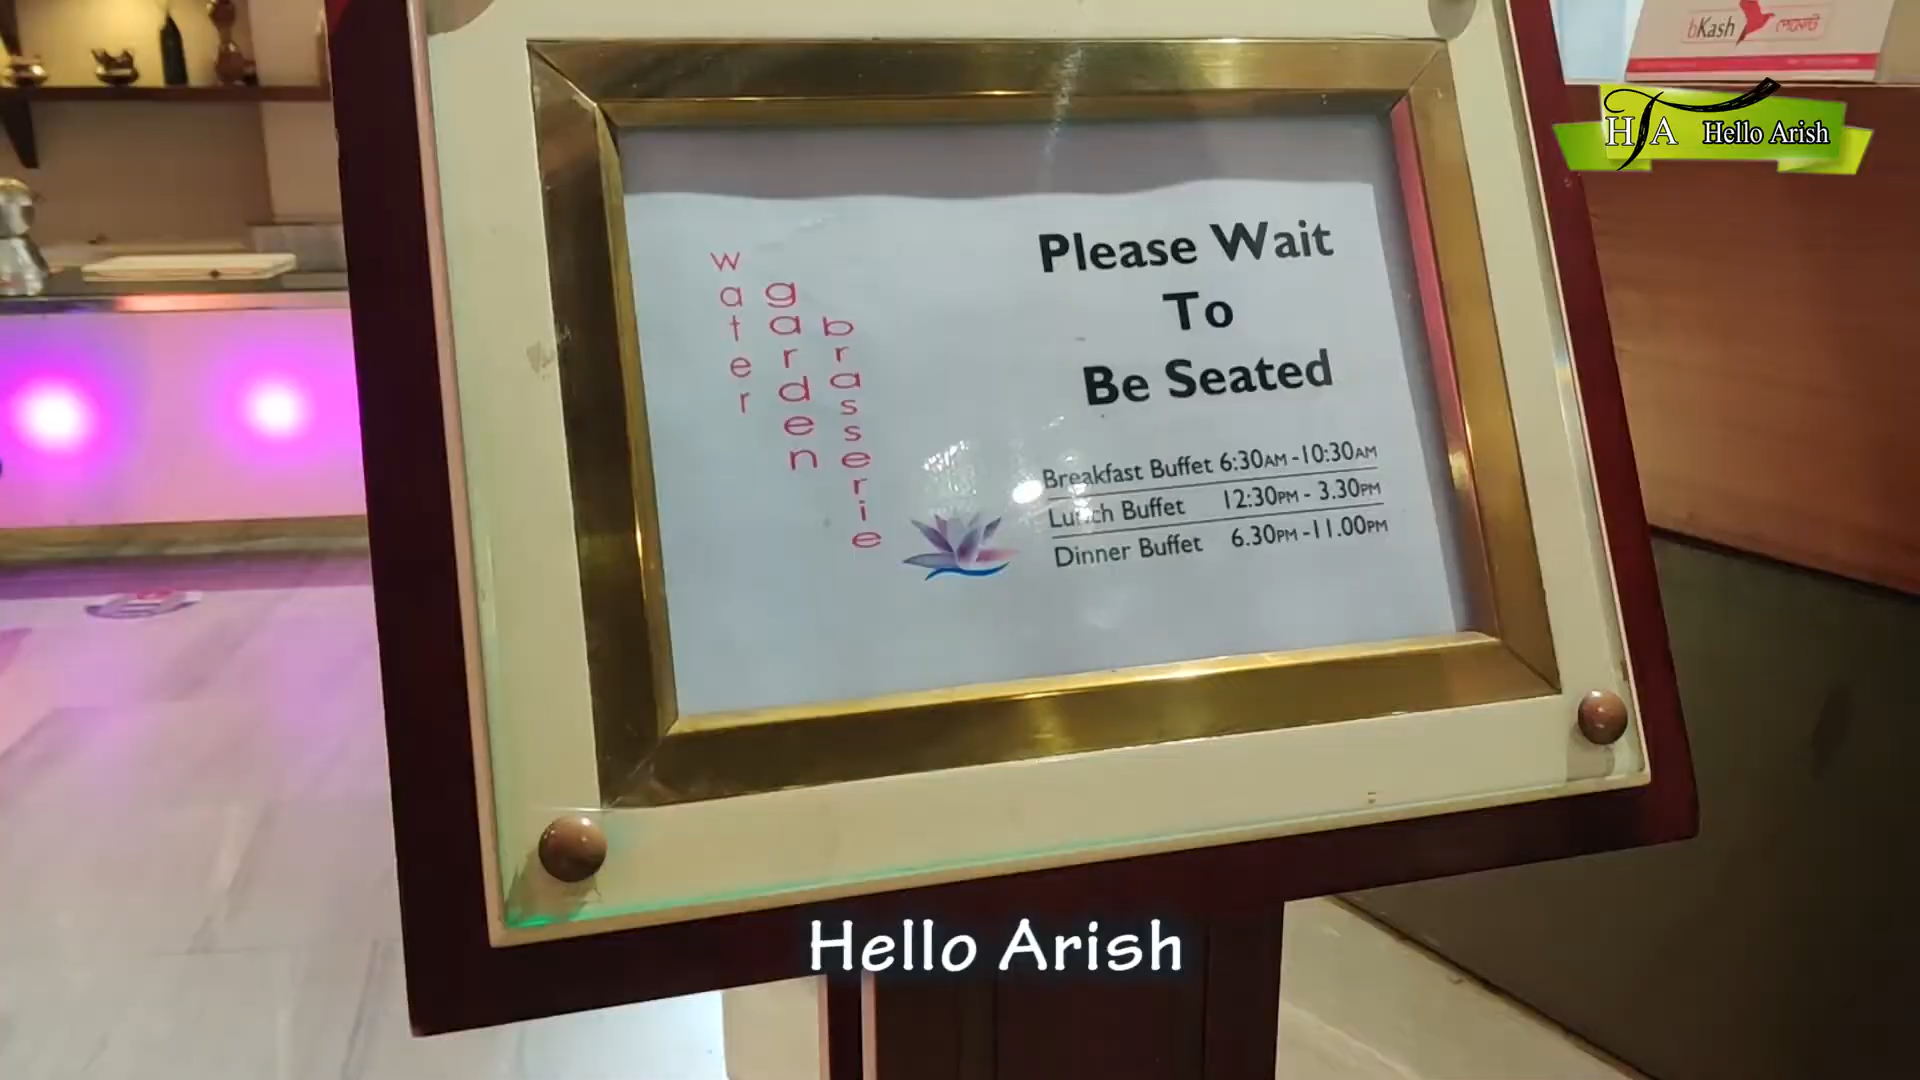 bKash পেমেন্ট
HA Hello Arish
water
garden
brasserie
Please Wait
To
Be Seated
Breakfast Buffet 6:30AM -10:30AM
Lunch Buffet 12:30PM - 3.30PM
Dinner Buffet 6.30PM -11.00PM
Hello Arish